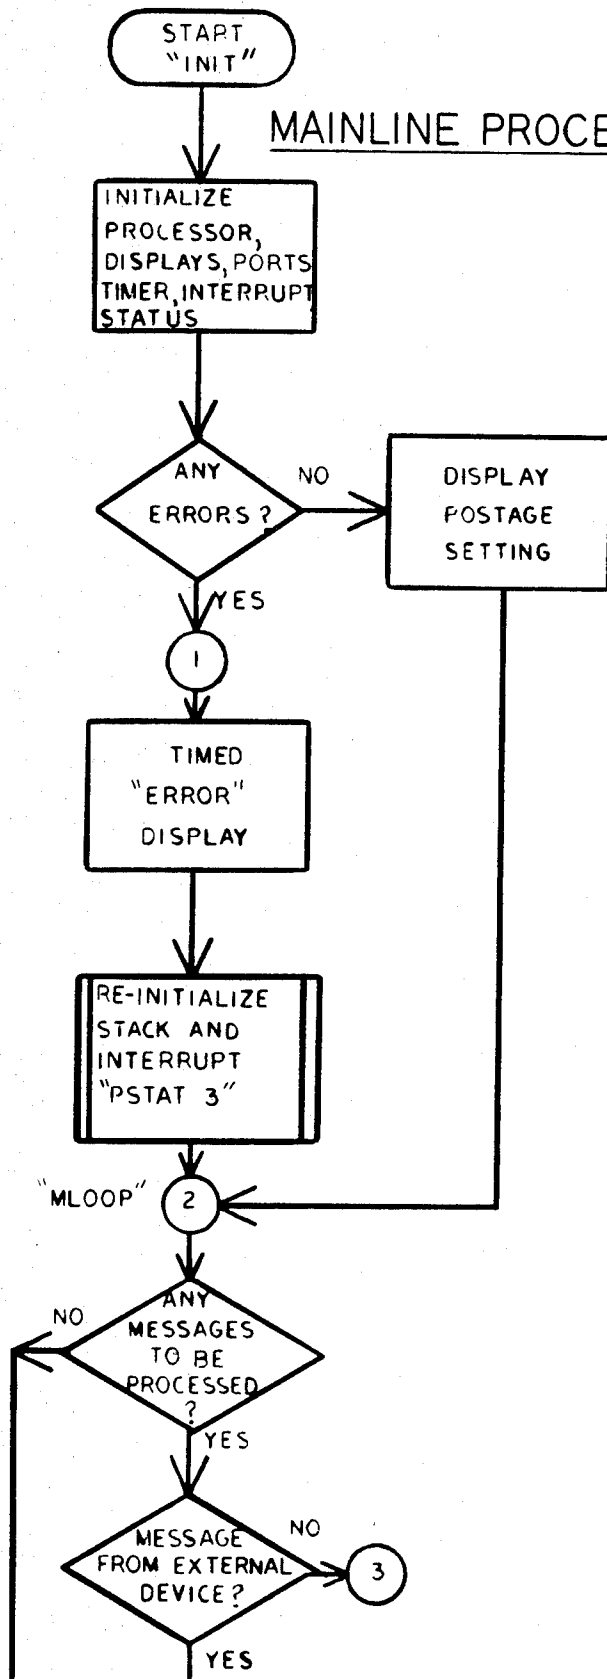 START
"INIT"
MAINLINE PROCE
INITIALIZE
PROCESSOR,
DISPLAYS, PORTS
TIMER, INTERRUPT
STATUS
ANY
ERRORS?
NO
DISPLAY
POSTAGE
SETTING
YES
1
TIMED
"ERROR"
DISPLAY
RE-INITIALIZE
STACK AND
INTERRUPT
"PSTAT 3"
"MLOOP"
2
ANY
MESSAGES
TO BE
PROCESSED
?
NO
YES
MESSAGE
FROM EXTERNAL
DEVICE?
NO
3
YES